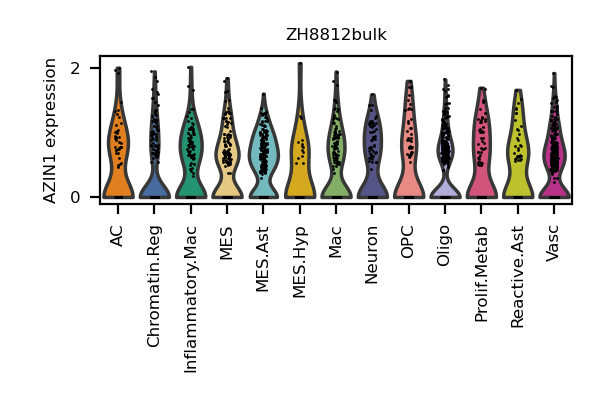 ZH8812bulk
AZIN1 expression
2
0
AC
Chromatin.Reg
Inflammatory.Mac
MES
MES.Ast
MES.Hyp
Mac
Neuron
OPC
Oligo
Prolif.Metab
Reactive.Ast
Vasc